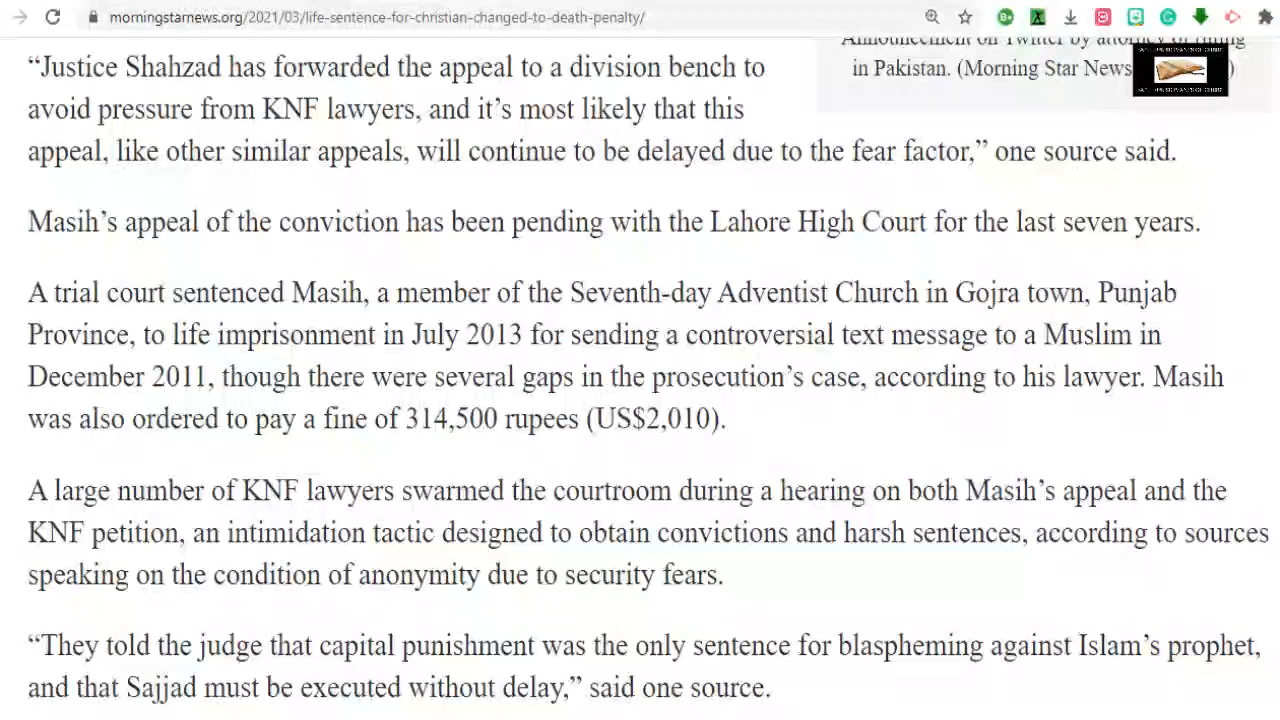 morningstarnews.org/2021/03/life-sentence-for-christian-changed-to-death-penalty/
Announcement on Twitter by attorney of ruling
in Pakistan. (Morning Star News
“Justice Shahzad has forwarded the appeal to a division bench to
avoid pressure from KNF lawyers, and it’s most likely that this
appeal, like other similar appeals, will continue to be delayed due to the fear factor,” one source said.
Masih’s appeal of the conviction has been pending with the Lahore High Court for the last seven years.
A trial court sentenced Masih, a member of the Seventh-day Adventist Church in Gojra town, Punjab
Province, to life imprisonment in July 2013 for sending a controversial text message to a Muslim in
December 2011, though there were several gaps in the prosecution’s case, according to his lawyer. Masih
was also ordered to pay a fine of 314,500 rupees (US$2,010).
A large number of KNF lawyers swarmed the courtroom during a hearing on both Masih’s appeal and the
KNF petition, an intimidation tactic designed to obtain convictions and harsh sentences, according to sources
speaking on the condition of anonymity due to security fears.
“They told the judge that capital punishment was the only sentence for blaspheming against Islam’s prophet,
and that Sajjad must be executed without delay,” said one source.